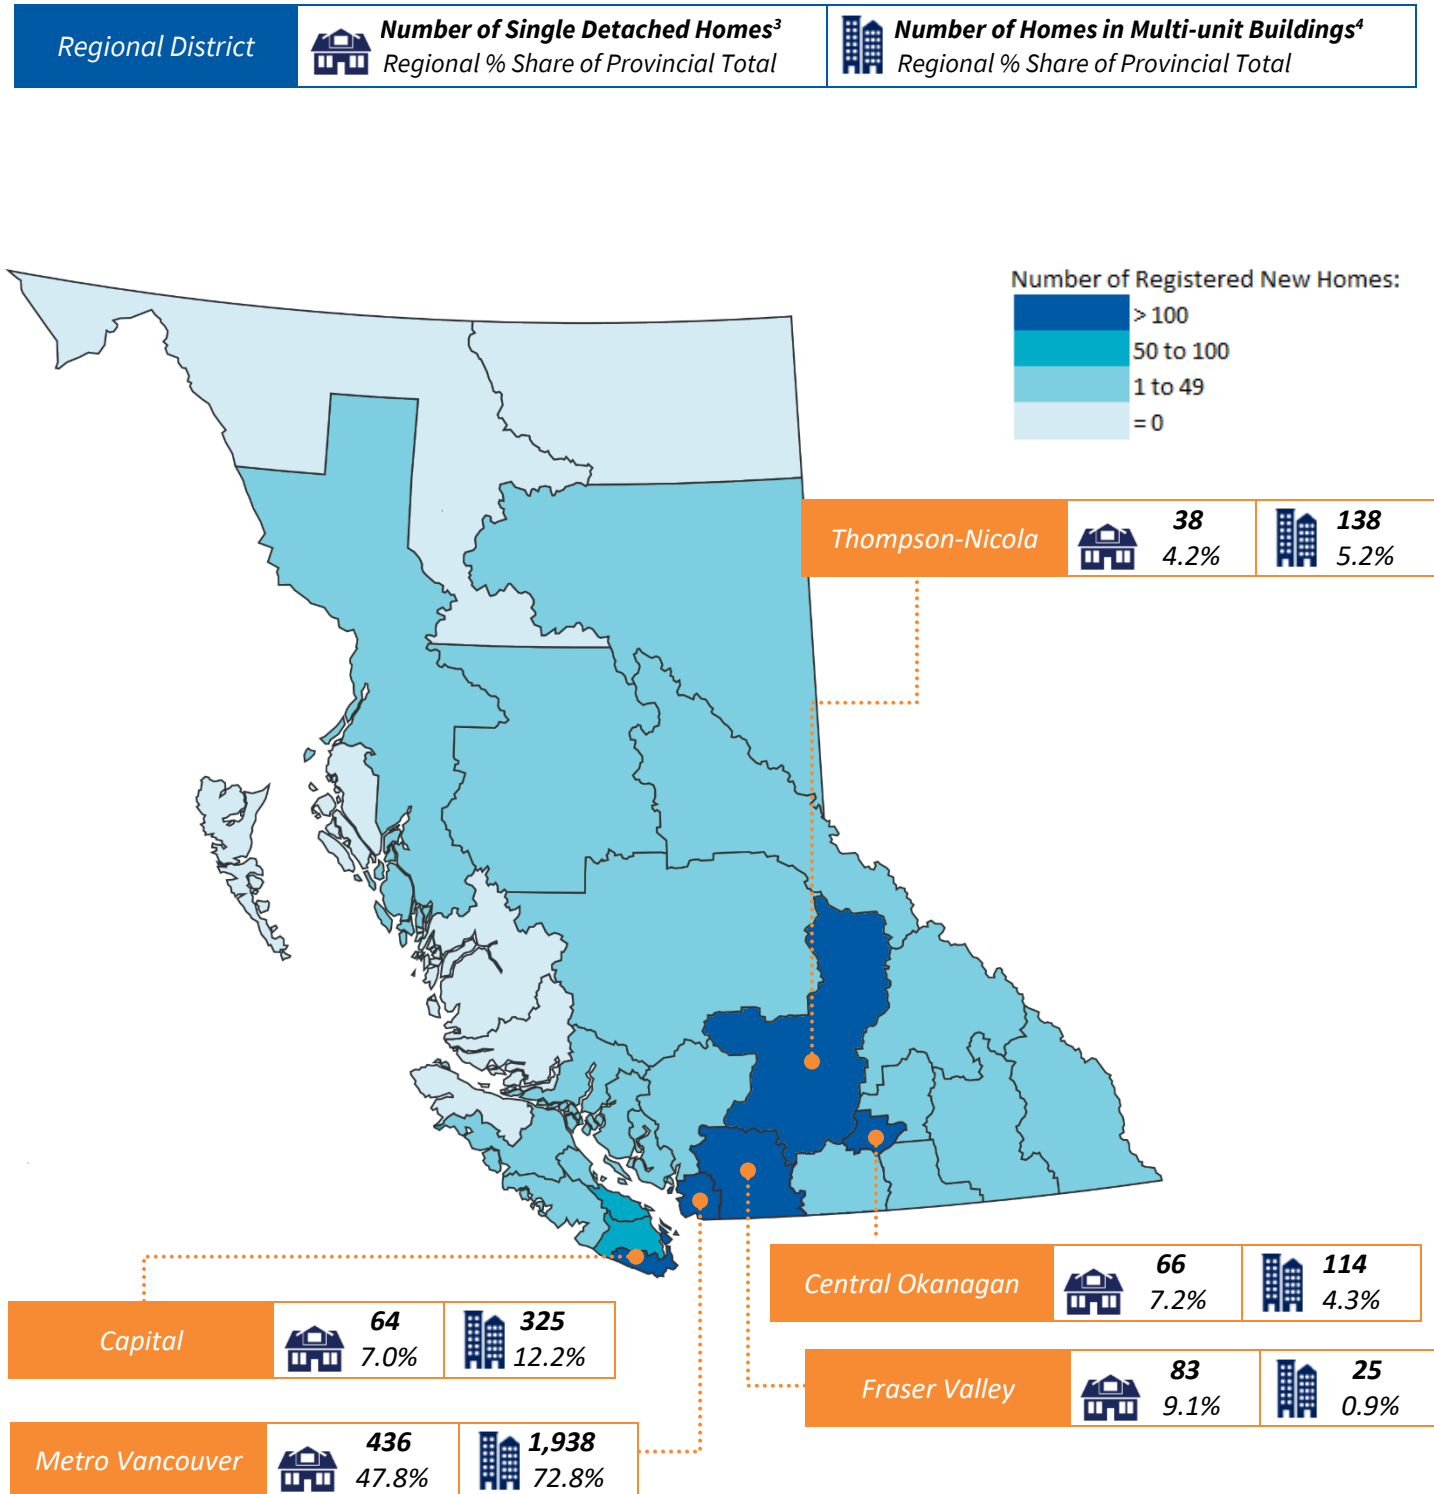 Regional District
Number of Single Detached Homes³
Regional % Share of Provincial Total
Number of Homes in Multi-unit Buildings⁴
Regional % Share of Provincial Total
Number of Registered New Homes:
> 100
50 to 100
1 to 49
= 0
Thompson-Nicola
38
4.2%
138
5.2%
Central Okanagan
66
7.2%
114
4.3%
Capital
64
7.0%
325
12.2%
Fraser Valley
83
9.1%
25
0.9%
Metro Vancouver
436
47.8%
1,938
72.8%